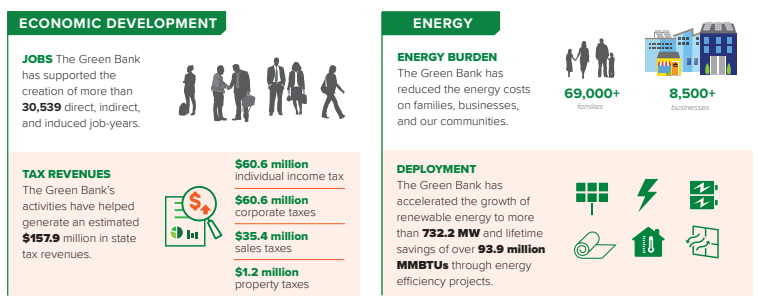 ECONOMIC DEVELOPMENT
JOBS The Green Bank
has supported the
creation of more than
30,539 direct, indirect,
and induced job-years.
TAX REVENUES
The Green Bank's
activities have helped
generate an estimated
$157.9 million in state
tax revenues.
$60.6 million
individual income tax
$60.6 million
corporate taxes
$35.4 million
sales taxes
$1.2 million
property taxes
ENERGY
ENERGY BURDEN
The Green Bank has
reduced the energy costs
on families, businesses,
and our communities.
69,000+
families
8,500+
businesses
DEPLOYMENT
The Green Bank has
accelerated the growth of
renewable energy to more
than 732.2 MW and lifetime
savings of over 93.9 million
MMBTUs through energy
efficiency projects.